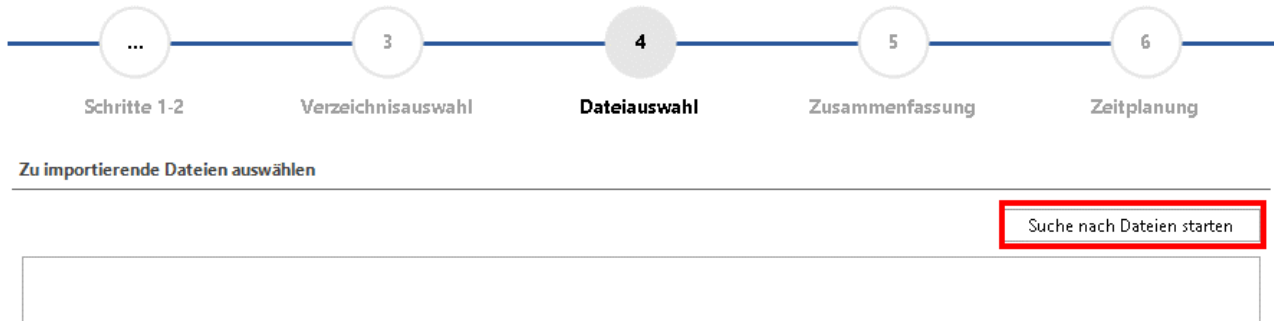 ...
3
4
5
6
Schritte 1-2
Verzeichnisauswahl
Dateiauswahl
Zusammenfassung
Zeitplanung
Zu importierende Dateien auswählen
Suche nach Dateien starten